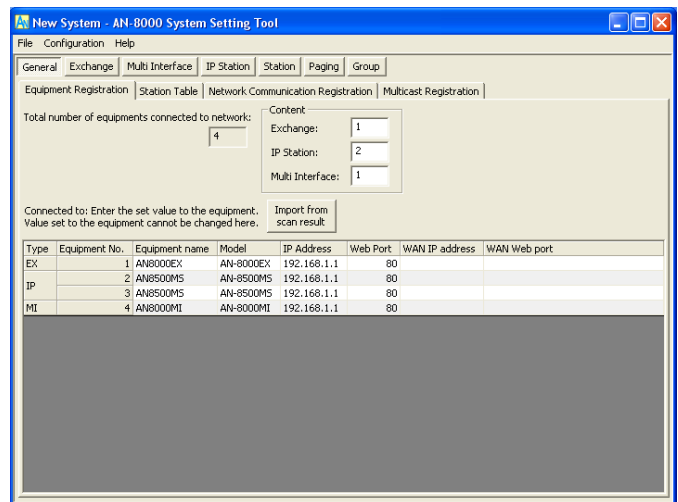 New System - AN-8000 System Setting Tool
File Configuration Help
General Exchange Multi Interface IP Station Station Paging Group
Equipment Registration Station Table Network Communication Registration Multicast Registration
Total number of equipments connected to network:
4
Content
Exchange: 1
IP Station: 2
Multi Interface: 1
Connected to: Enter the set value to the equipment.
Value set to the equipment cannot be changed here.
Import from
scan result
Type Equipment No. Equipment name Model IP Address Web Port WAN IP address WAN Web port
EX 1 AN8000EX AN-8000EX 192.168.1.1 80
IP 2 AN8500MS AN-8500MS 192.168.1.1 80
3 AN8500MS AN-8500MS 192.168.1.1 80
MI 4 AN8000MI AN-8000MI 192.168.1.1 80